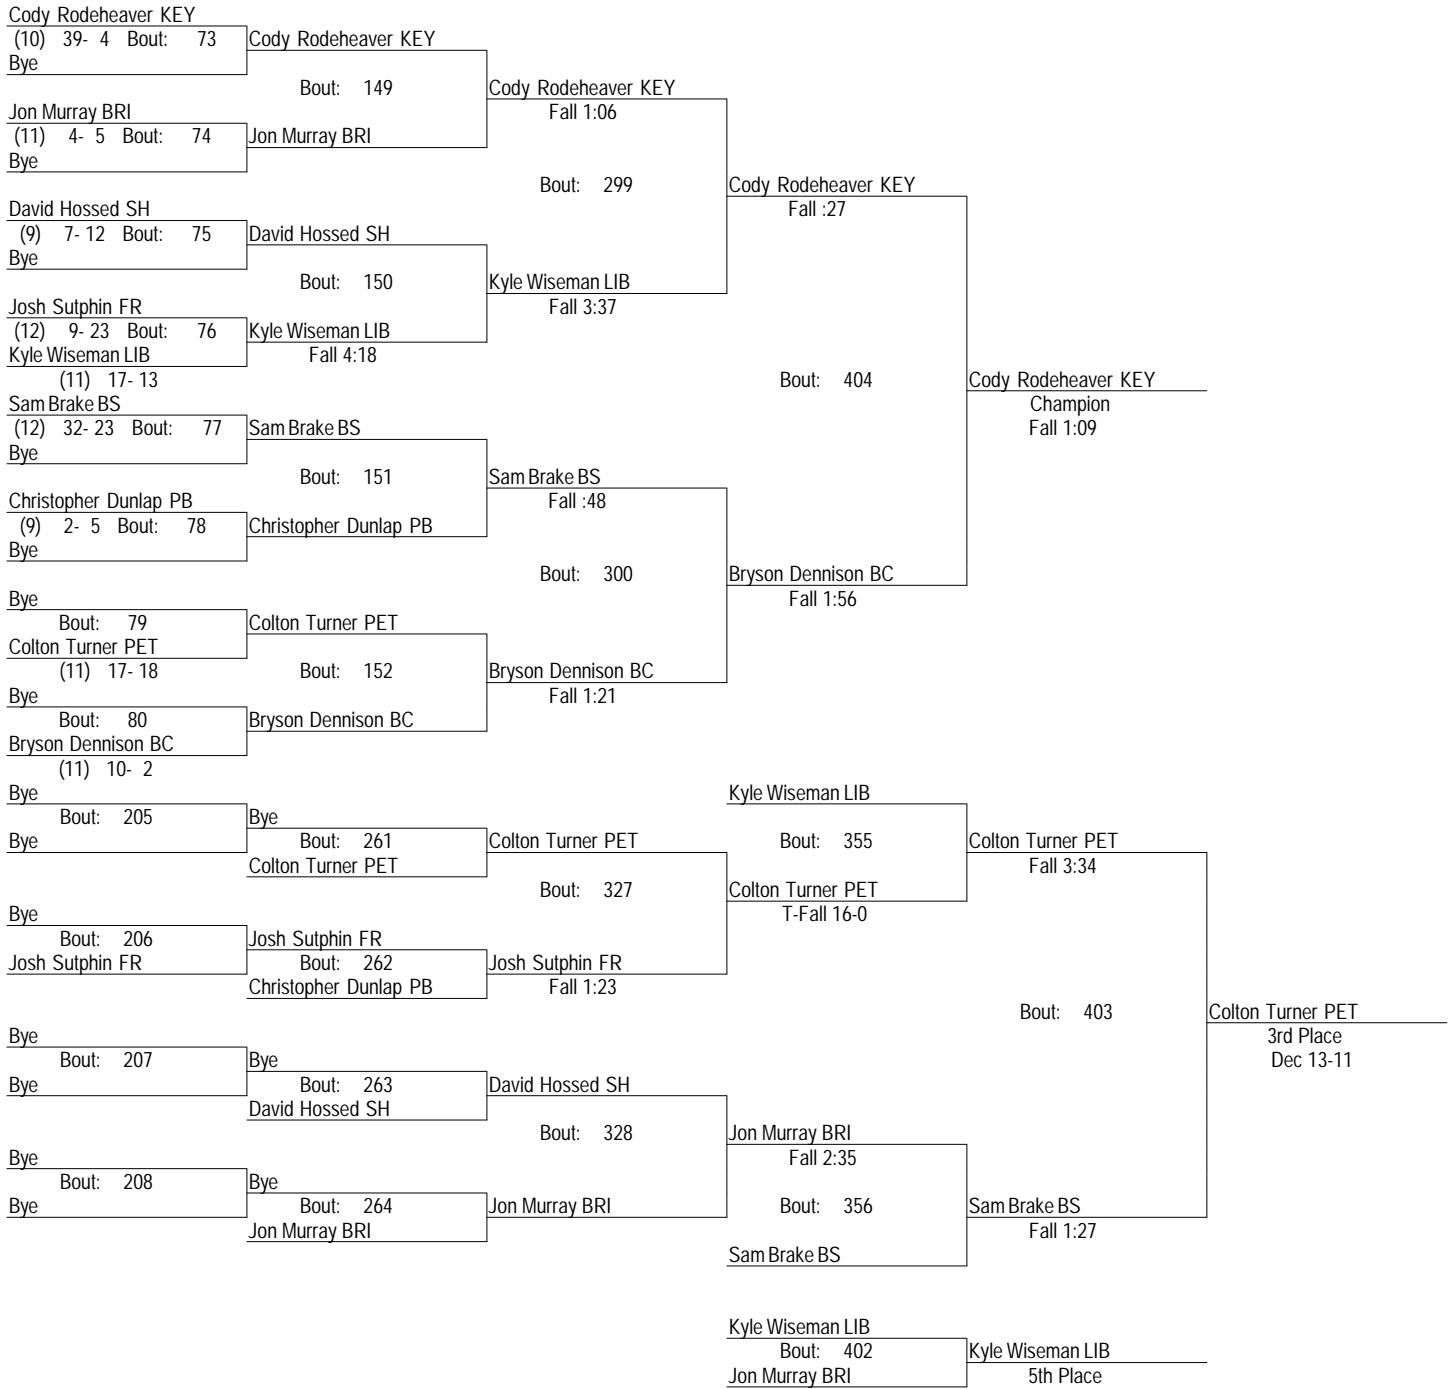 Cody Rodeheaver KEY
(10) 39- 4 Bout: 73
Bye
Jon Murray BRI
(11) 4- 5 Bout: 74
Bye
David Hossed SH
(9) 7- 12 Bout: 75
Bye
Josh Sutphin FR
(12) 9- 23 Bout: 76
Kyle Wiseman LIB
(11) 17- 13
Sam Brake BS
(12) 32- 23 Bout: 77
Bye
Christopher Dunlap PB
(9) 2- 5 Bout: 78
Bye
Bye
Bout: 79
Colton Turner PET
(11) 17- 18
Bye
Bout: 80
Bryson Dennison BC
(11) 10- 2
Cody Rodeheaver KEY
Bout: 149
Jon Murray BRI
David Hossed SH
Bout: 150
Kyle Wiseman LIB
Fall 4:18
Sam Brake BS
Bout: 151
Christopher Dunlap PB
Colton Turner PET
Bout: 152
Bryson Dennison BC
Cody Rodeheaver KEY
Fall 1:06
Bout: 299
Kyle Wiseman LIB
Fall 3:37
Sam Brake BS
Fall :48
Bout: 300
Bryson Dennison BC
Fall 1:21
Cody Rodeheaver KEY
Fall :27
Bout: 404
Bryson Dennison BC
Fall 1:56
Cody Rodeheaver KEY
Champion
Fall 1:09
Bye
Bout: 205
Bye
Bye
Bout: 206
Josh Sutphin FR
Bye
Bout: 207
Bye
Bye
Bout: 208
Bye
Bye
Bout: 261
Colton Turner PET
Josh Sutphin FR
Bout: 262
Christopher Dunlap PB
Bye
Bout: 263
David Hossed SH
Bye
Bout: 264
Jon Murray BRI
Colton Turner PET
Bout: 327
Josh Sutphin FR
Fall 1:23
David Hossed SH
Bout: 328
Jon Murray BRI
Kyle Wiseman LIB
Bout: 355
Colton Turner PET
T-Fall 16-0
Jon Murray BRI
Fall 2:35
Bout: 356
Sam Brake BS
Colton Turner PET
Fall 3:34
Bout: 403
Sam Brake BS
Fall 1:27
Colton Turner PET
3rd Place
Dec 13-11
Kyle Wiseman LIB
Bout: 402
Jon Murray BRI
Kyle Wiseman LIB
5th Place